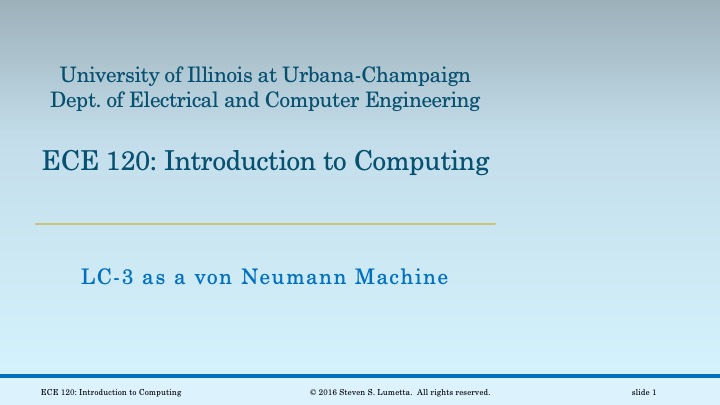 University of Illinois at Urbana-Champaign
Dept. of Electrical and Computer Engineering
ECE 120: Introduction to Computing
LC-3 as a von Neumann Machine
ECE 120: Introduction to Computing © 2016 Steven S. Lumetta. All rights reserved. slide 1